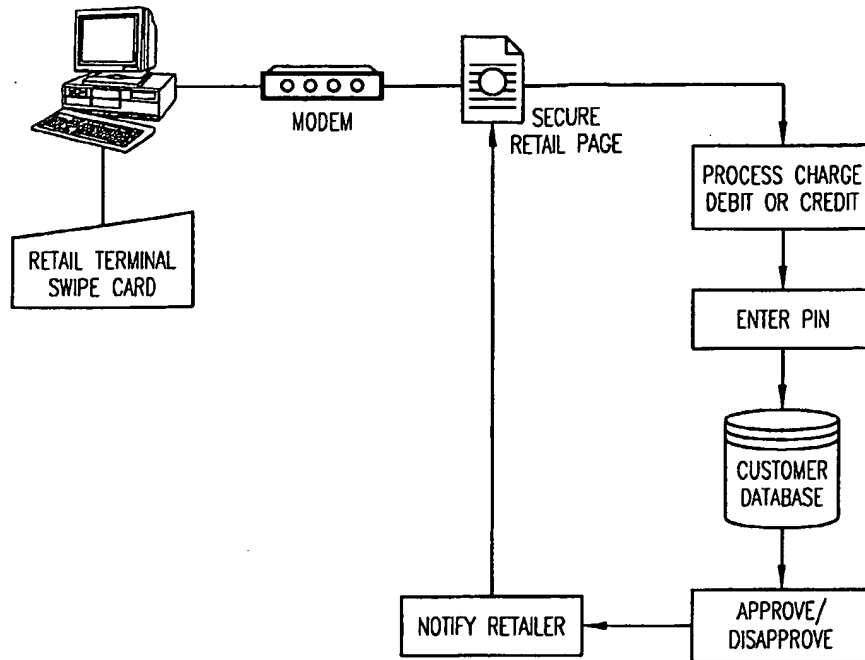 MODEM
SECURE
RETAIL PAGE
PROCESS CHARGE
DEBIT OR CREDIT
RETAIL TERMINAL
SWIPE CARD
ENTER PIN
CUSTOMER
DATABASE
APPROVE/
DISAPPROVE
NOTIFY RETAILER